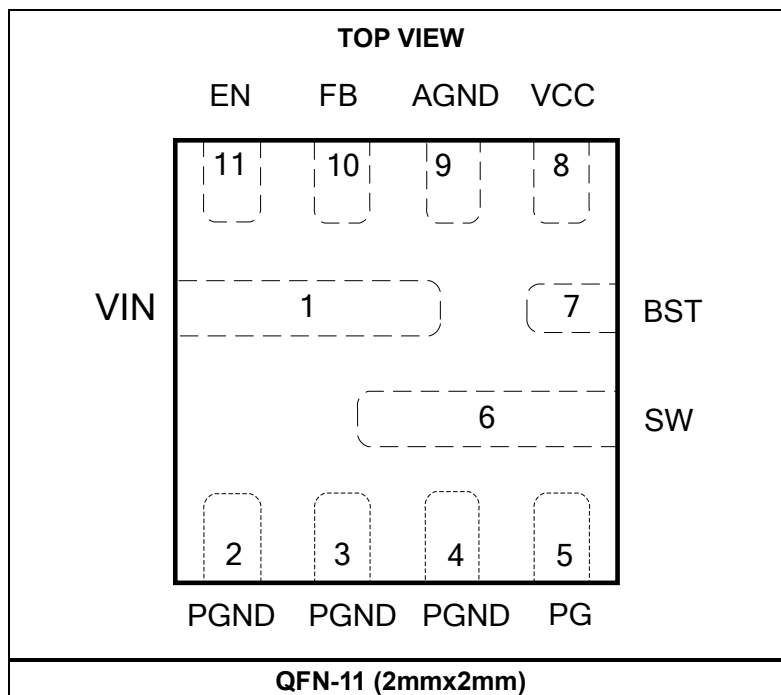 TOP VIEW
EN FB AGND VCC
11 10 9 8
VIN 1 7 BST
6 SW
2 3 4 5
PGND PGND PGND PG
QFN-11 (2mmx2mm)